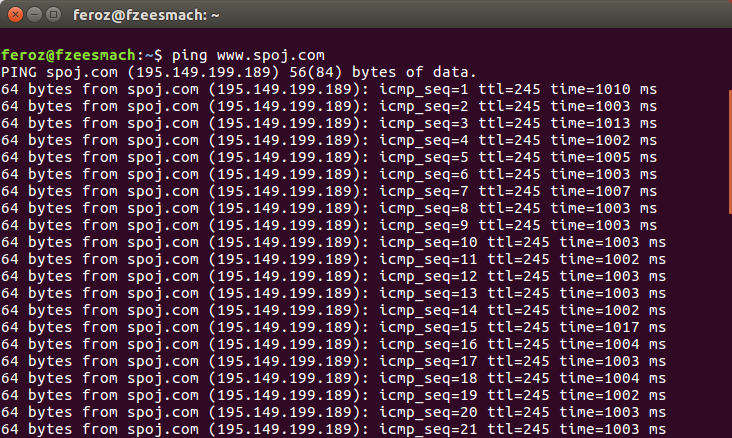 feroz@fzeesmach: ~
feroz@fzeesmach:~$ ping www.spoj.com
PING spoj.com (195.149.199.189) 56(84) bytes of data.
64 bytes from spoj.com (195.149.199.189): icmp_seq=1 ttl=245 time=1010 ms
64 bytes from spoj.com (195.149.199.189): icmp_seq=2 ttl=245 time=1003 ms
64 bytes from spoj.com (195.149.199.189): icmp_seq=3 ttl=245 time=1013 ms
64 bytes from spoj.com (195.149.199.189): icmp_seq=4 ttl=245 time=1002 ms
64 bytes from spoj.com (195.149.199.189): icmp_seq=5 ttl=245 time=1005 ms
64 bytes from spoj.com (195.149.199.189): icmp_seq=6 ttl=245 time=1003 ms
64 bytes from spoj.com (195.149.199.189): icmp_seq=7 ttl=245 time=1007 ms
64 bytes from spoj.com (195.149.199.189): icmp_seq=8 ttl=245 time=1003 ms
64 bytes from spoj.com (195.149.199.189): icmp_seq=9 ttl=245 time=1003 ms
64 bytes from spoj.com (195.149.199.189): icmp_seq=10 ttl=245 time=1003 ms
64 bytes from spoj.com (195.149.199.189): icmp_seq=11 ttl=245 time=1002 ms
64 bytes from spoj.com (195.149.199.189): icmp_seq=12 ttl=245 time=1003 ms
64 bytes from spoj.com (195.149.199.189): icmp_seq=13 ttl=245 time=1003 ms
64 bytes from spoj.com (195.149.199.189): icmp_seq=14 ttl=245 time=1002 ms
64 bytes from spoj.com (195.149.199.189): icmp_seq=15 ttl=245 time=1017 ms
64 bytes from spoj.com (195.149.199.189): icmp_seq=16 ttl=245 time=1004 ms
64 bytes from spoj.com (195.149.199.189): icmp_seq=17 ttl=245 time=1003 ms
64 bytes from spoj.com (195.149.199.189): icmp_seq=18 ttl=245 time=1004 ms
64 bytes from spoj.com (195.149.199.189): icmp_seq=19 ttl=245 time=1002 ms
64 bytes from spoj.com (195.149.199.189): icmp_seq=20 ttl=245 time=1003 ms
64 bytes from spoj.com (195.149.199.189): icmp_seq=21 ttl=245 time=1003 ms